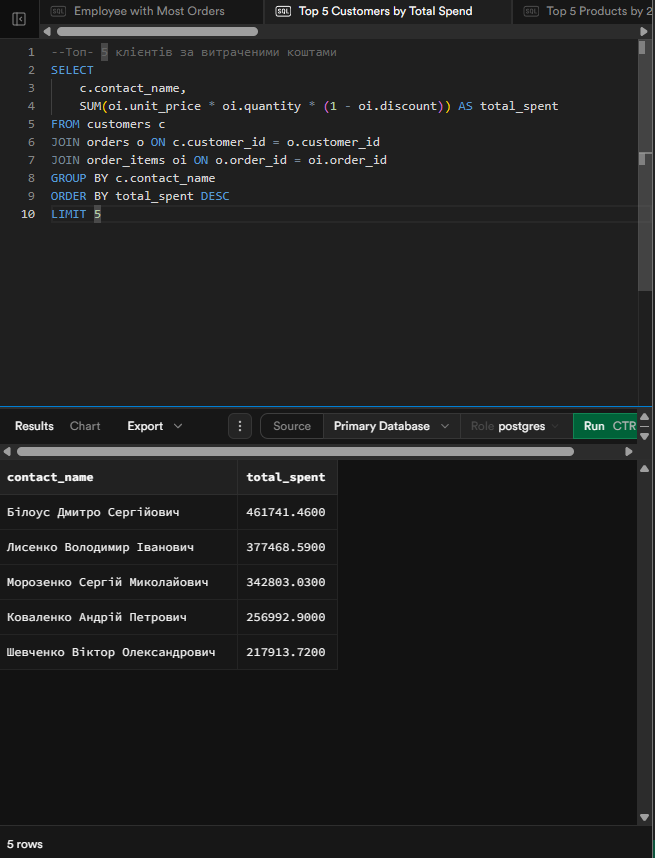 SQL Employee with Most Orders
SQL Top 5 Customers by Total Spend
SQL Top 5 Products by 2
1 --Топ- 5 клієнтів за витраченими коштами
2 SELECT
3 c.contact_name,
4 SUM(oi.unit_price * oi.quantity * (1 - oi.discount)) AS total_spent
5 FROM customers c
6 JOIN orders o ON c.customer_id = o.customer_id
7 JOIN order_items oi ON o.order_id = oi.order_id
8 GROUP BY c.contact_name
9 ORDER BY total_spent DESC
10 LIMIT 5
Results Chart Export Source Primary Database Role postgres Run CTR
contact_name total_spent
Білоус Дмитро Сергійович 461741.4600
Лисенко Володимир Іванович 377468.5900
Морозенко Сергій Миколайович 342803.0300
Коваленко Андрій Петрович 256992.9000
Шевченко Віктор Олександрович 217913.7200
5 rows